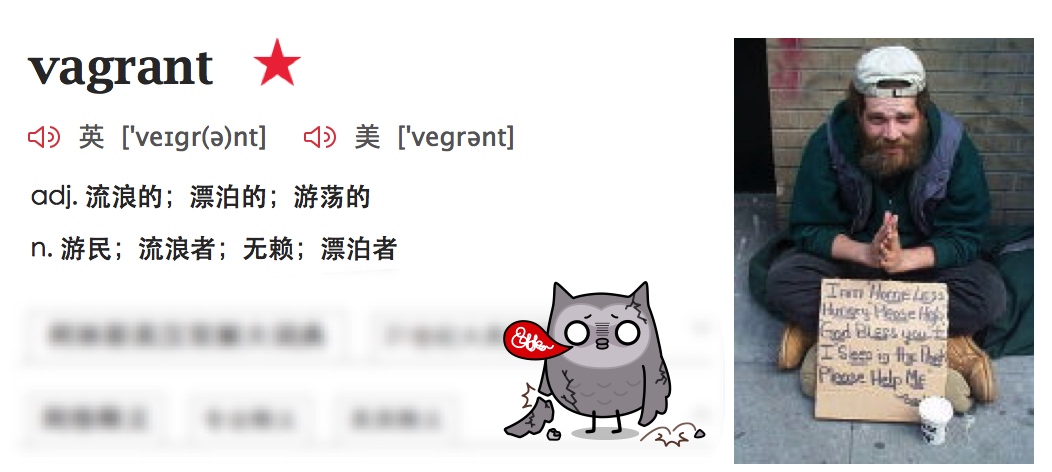 vagrant
英 ['veɪgr(ə)nt] 美 ['vegrənt]
adj. 流浪的；漂泊的；游荡的
n. 游民；流浪者；无赖；漂泊者
I am Homeless
Hungry Please Help
God Bless you
I Sleep in the
Please Help Me